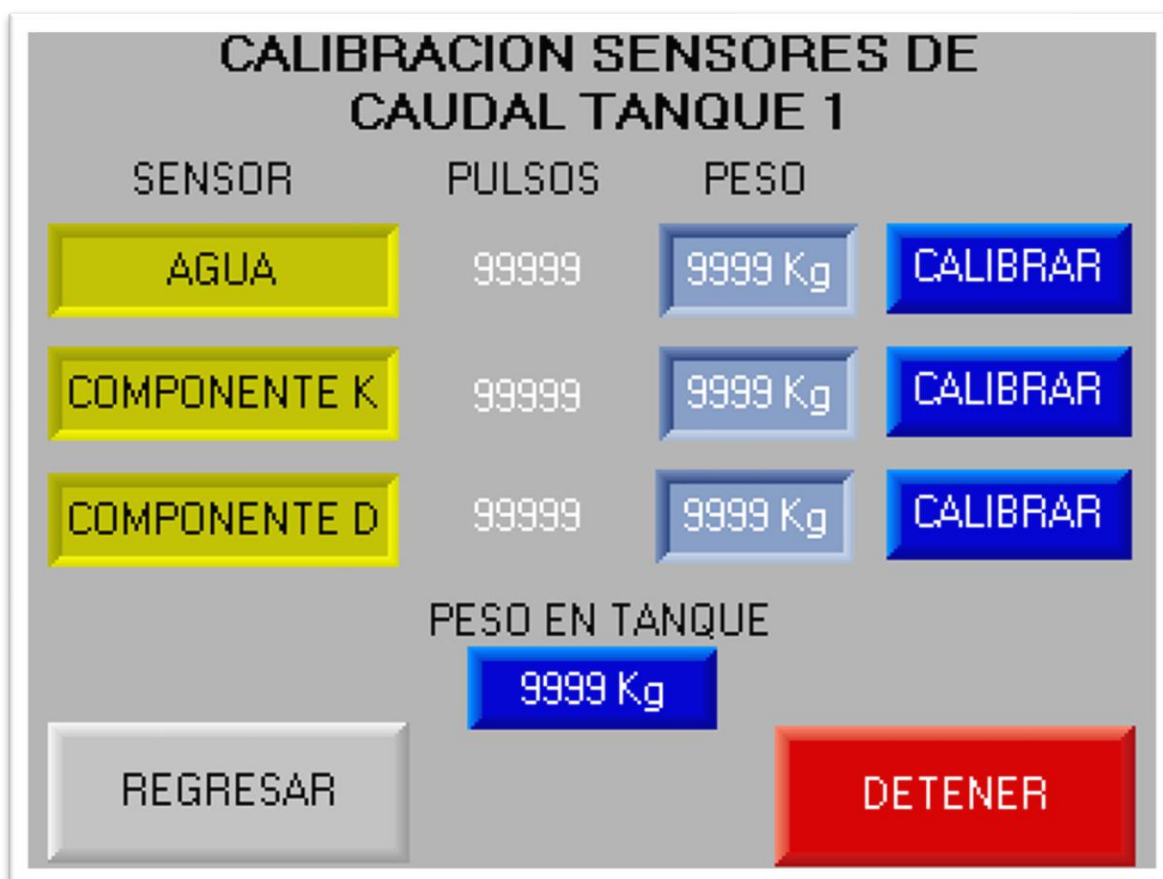 CALIBRACION SENSORES DE
CAUDAL TANQUE 1
SENSOR PULSOS PESO
AGUA 99999 9999 Kg CALIBRAR
COMPONENTE K 99999 9999 Kg CALIBRAR
COMPONENTE D 99999 9999 Kg CALIBRAR
PESO EN TANQUE
9999 Kg
REGRESAR DETENER